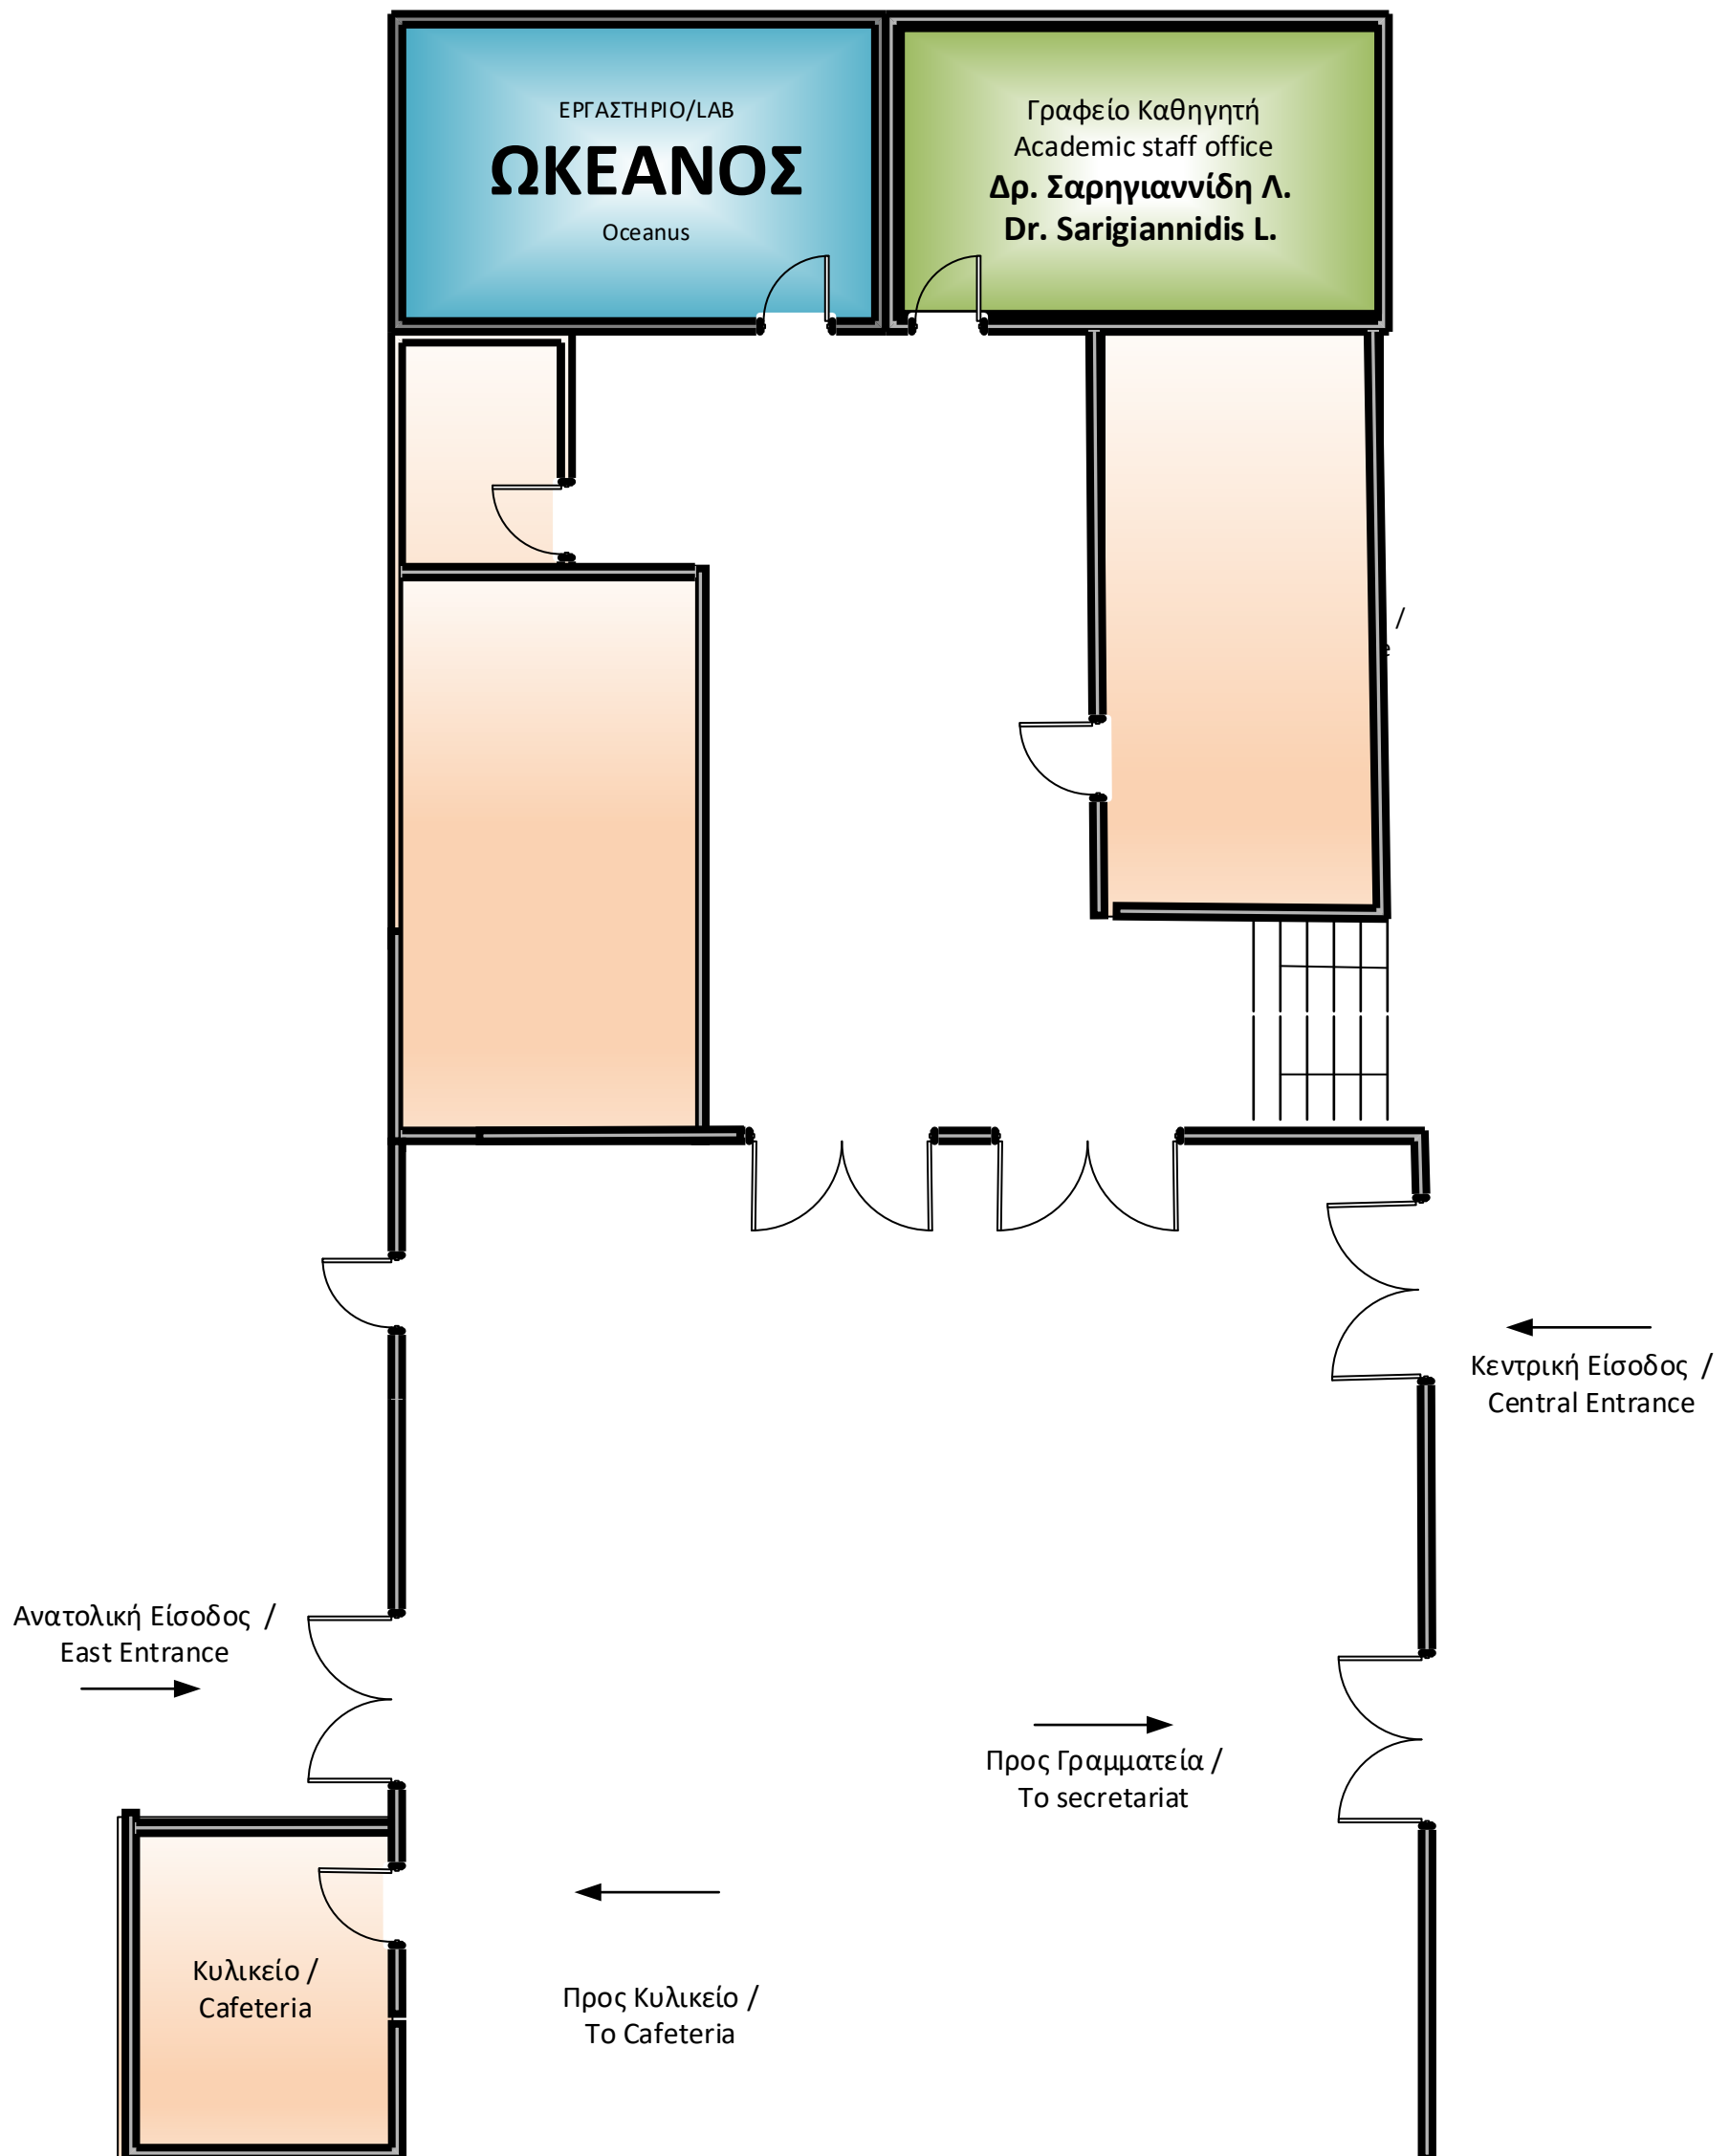 ΕΡΓΑΣΤΗΡΙΟ/LAB
ΩΚΕΑΝΟΣ
Oceanus
Γραφείο Καθηγητή
Academic staff office
Δρ. Σαρηγιαννίδη Λ.
Dr. Sarigiannidis L.
/
Κεντρική Είσοδος /
Central Entrance
Ανατολική Είσοδος /
East Entrance
Προς Γραμματεία /
To secretariat
Κυλικείο /
Cafeteria
Προς Κυλικείο /
To Cafeteria